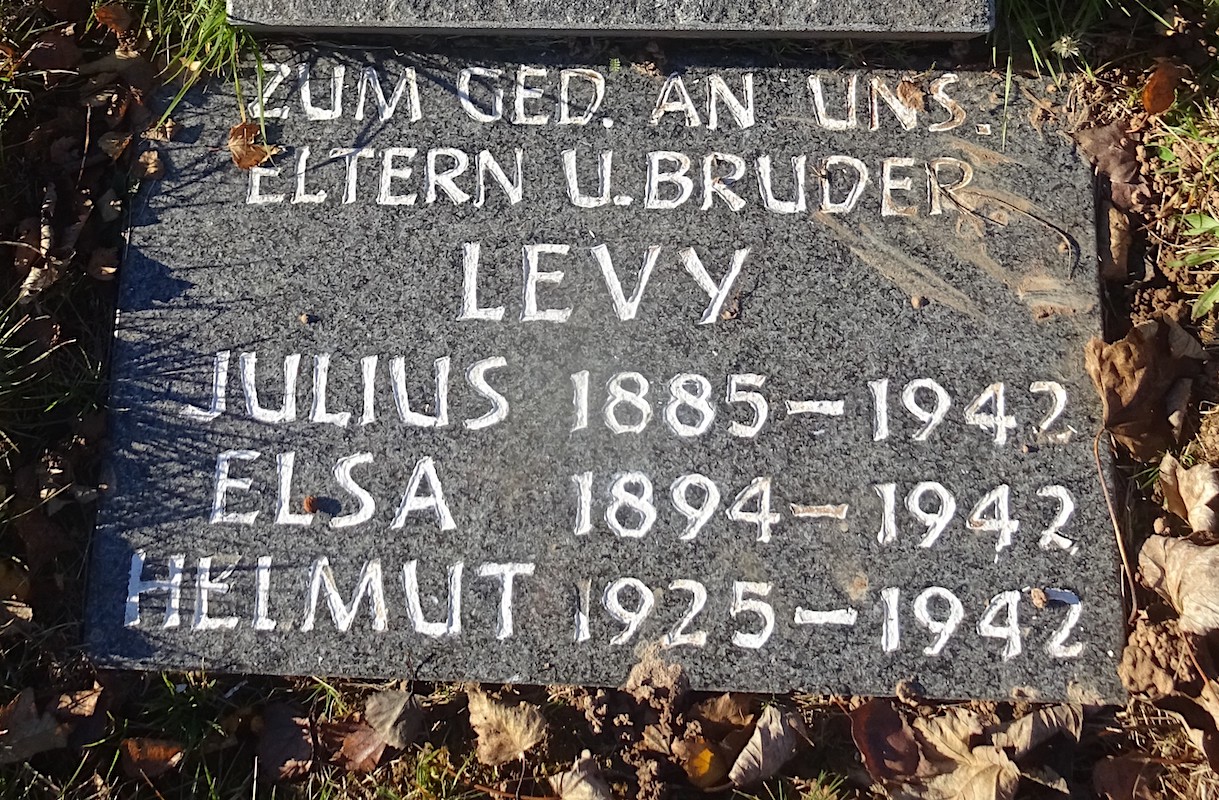 ZUM GED. AN UNS.
ELTERN U. BRUDER
LEVY
JULIUS 1885 – 1942
ELSA 1894 – 1942
HELMUT 1925 – 1942